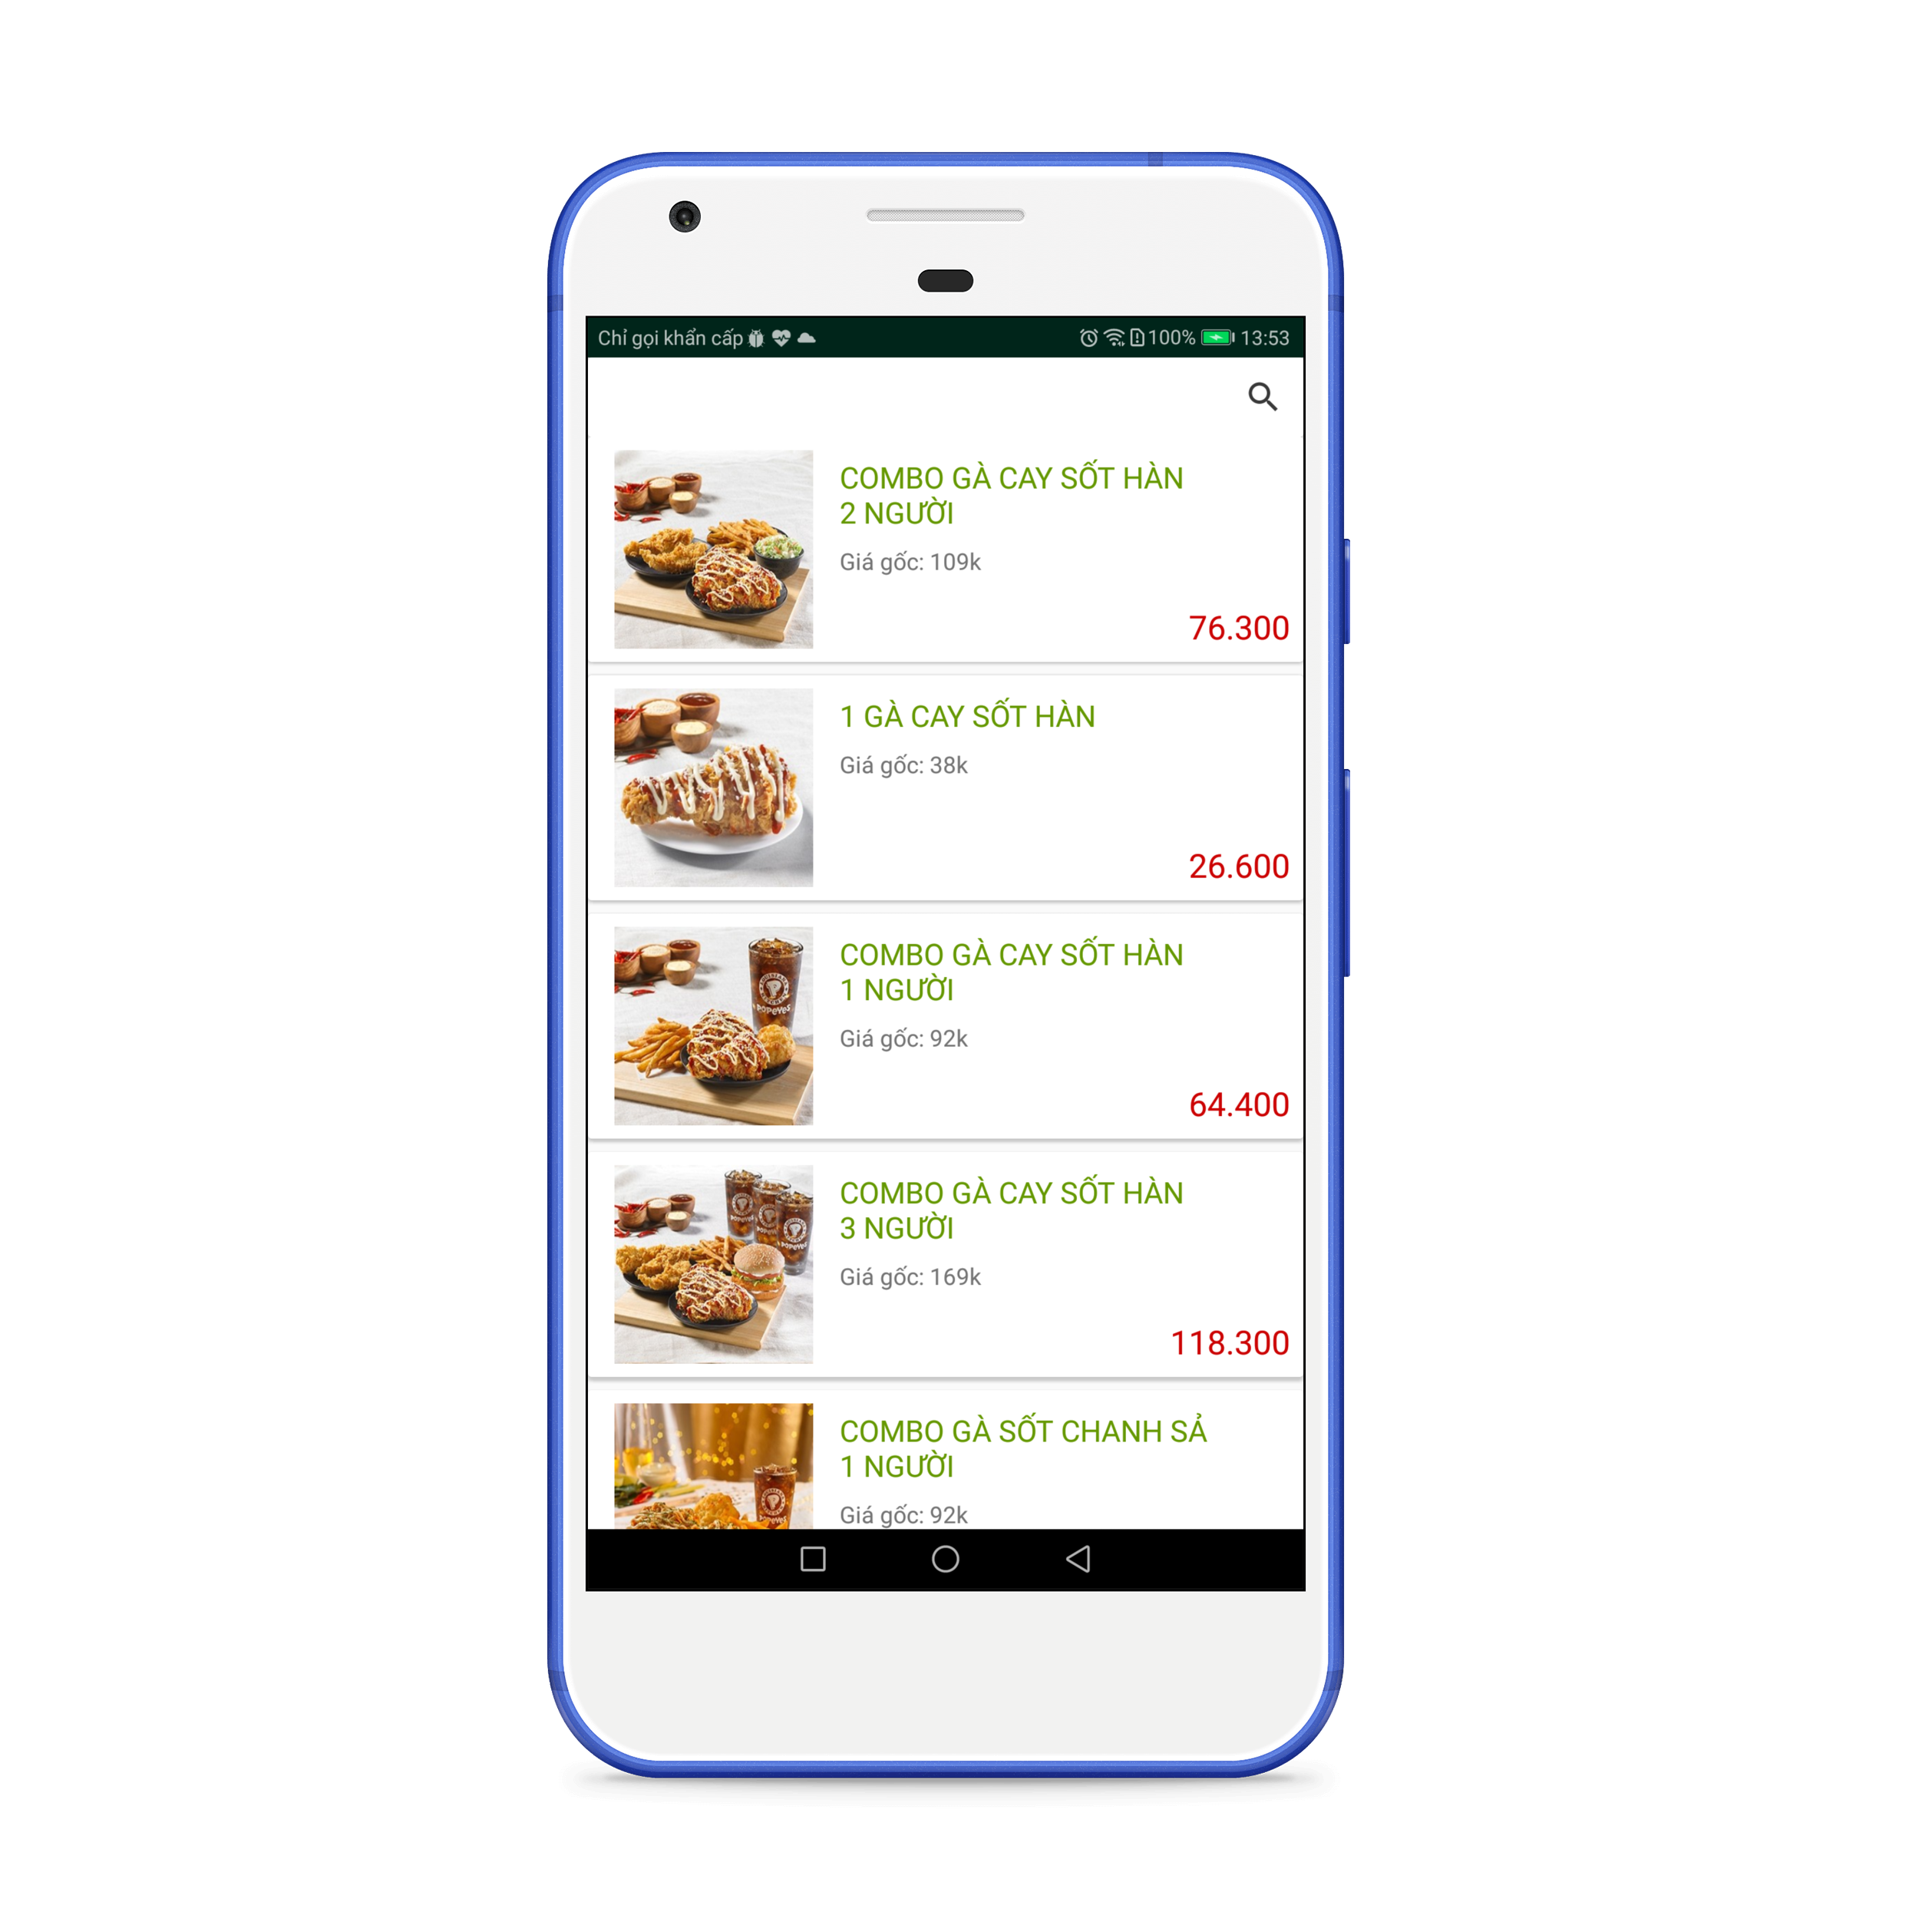 Chỉ gọi khẩn cấp 100% 13:53
COMBO GÀ CAY SỐT HÀN
2 NGƯỜI
Giá gốc: 109k
76.300
1 GÀ CAY SỐT HÀN
Giá gốc: 38k
26.600
POPEYES
COMBO GÀ CAY SỐT HÀN
1 NGƯỜI
Giá gốc: 92k
64.400
POPEYES
COMBO GÀ CAY SỐT HÀN
3 NGƯỜI
Giá gốc: 169k
118.300
COMBO GÀ SỐT CHANH SẢ
1 NGƯỜI
Giá gốc: 92k